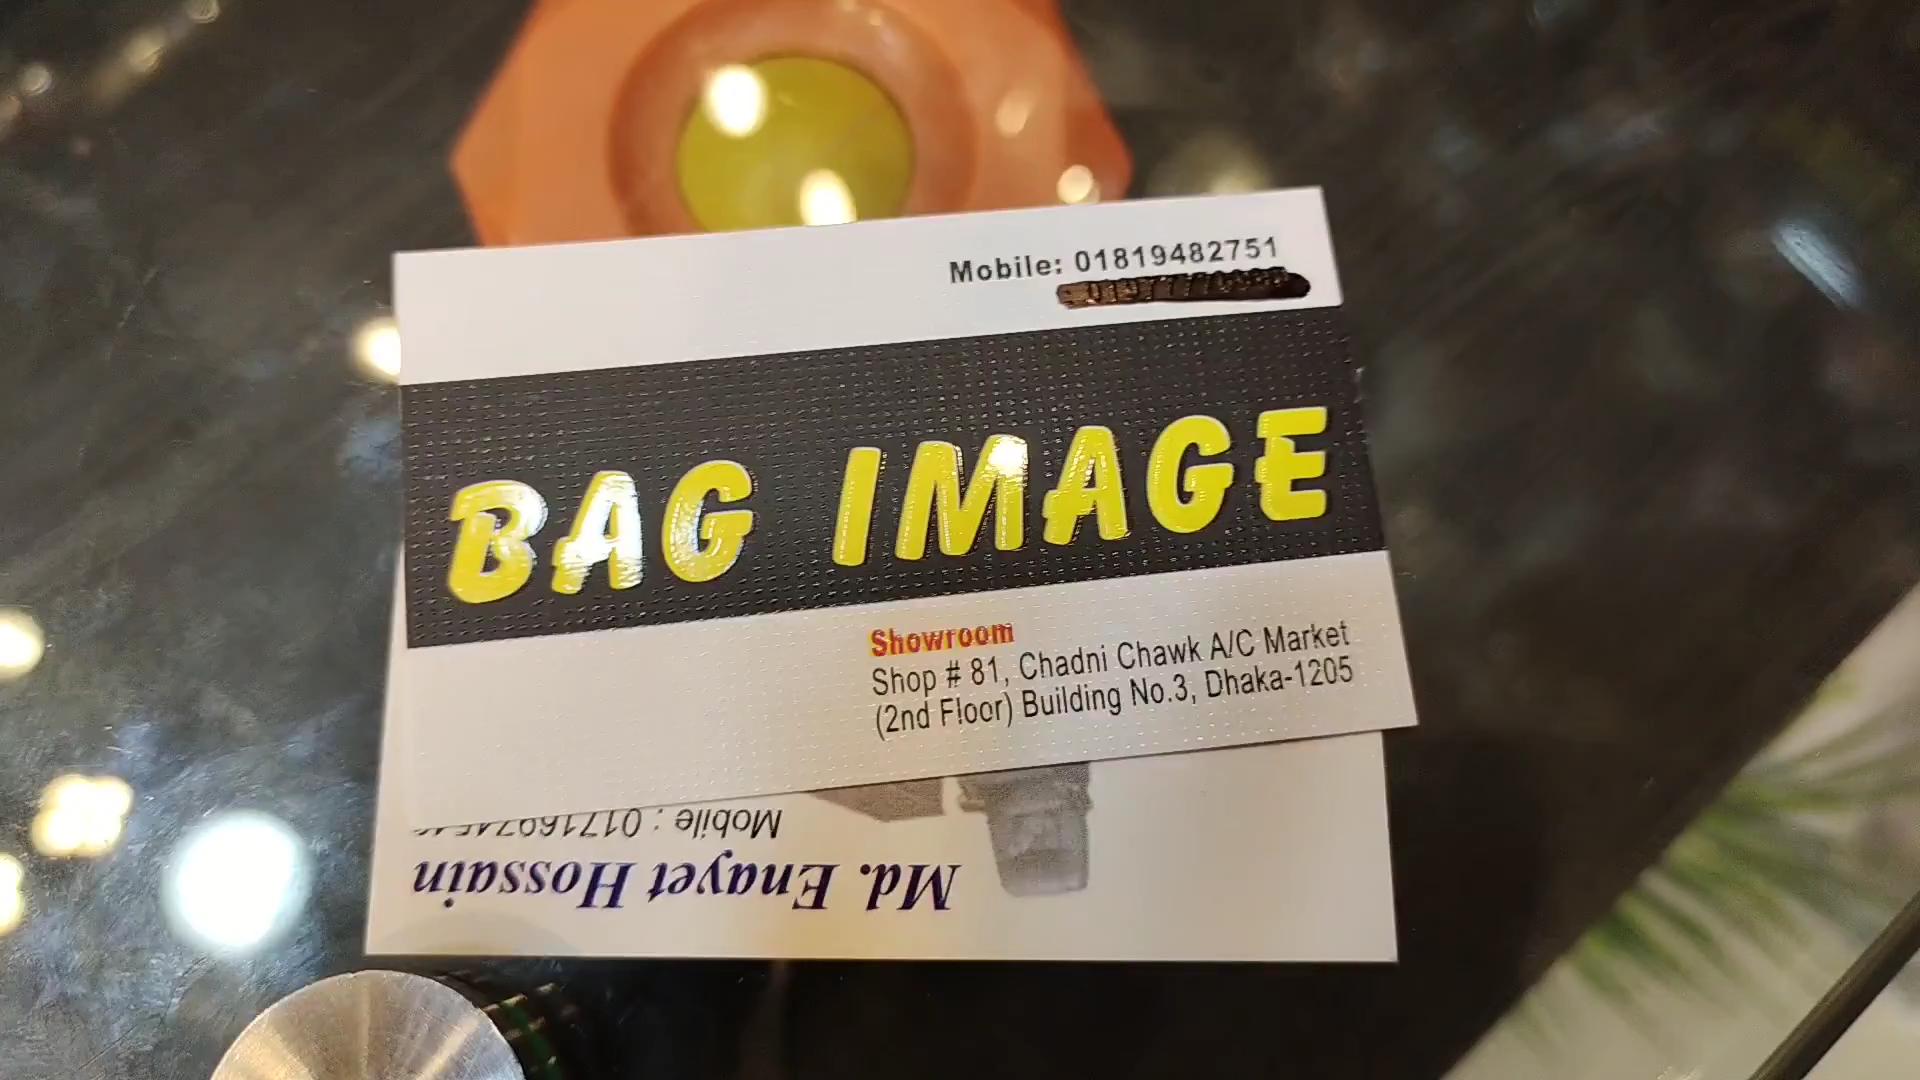 Mobile: 01819482751
BAG IMAGE
Showroom
Shop # 81, Chadni Chawk A/C Market
(2nd Floor) Building No.3, Dhaka-1205
Md. Enayet Hossain
Mobile :